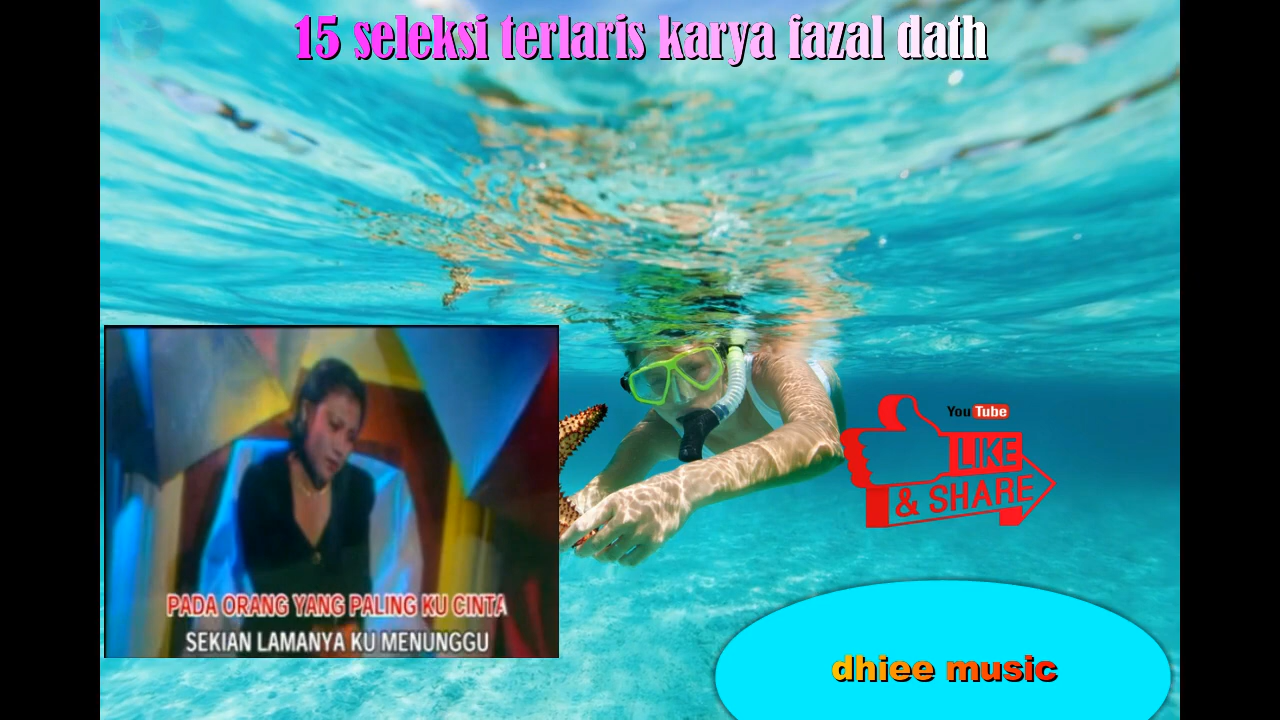 15 seleksi terlaris karya fazal dath
YouTube
LIKE
& SHARE
PADA ORANG YANG PALING KU CINTA
SEKIAN LAMANYA KU MENUNGGU
dhiee music